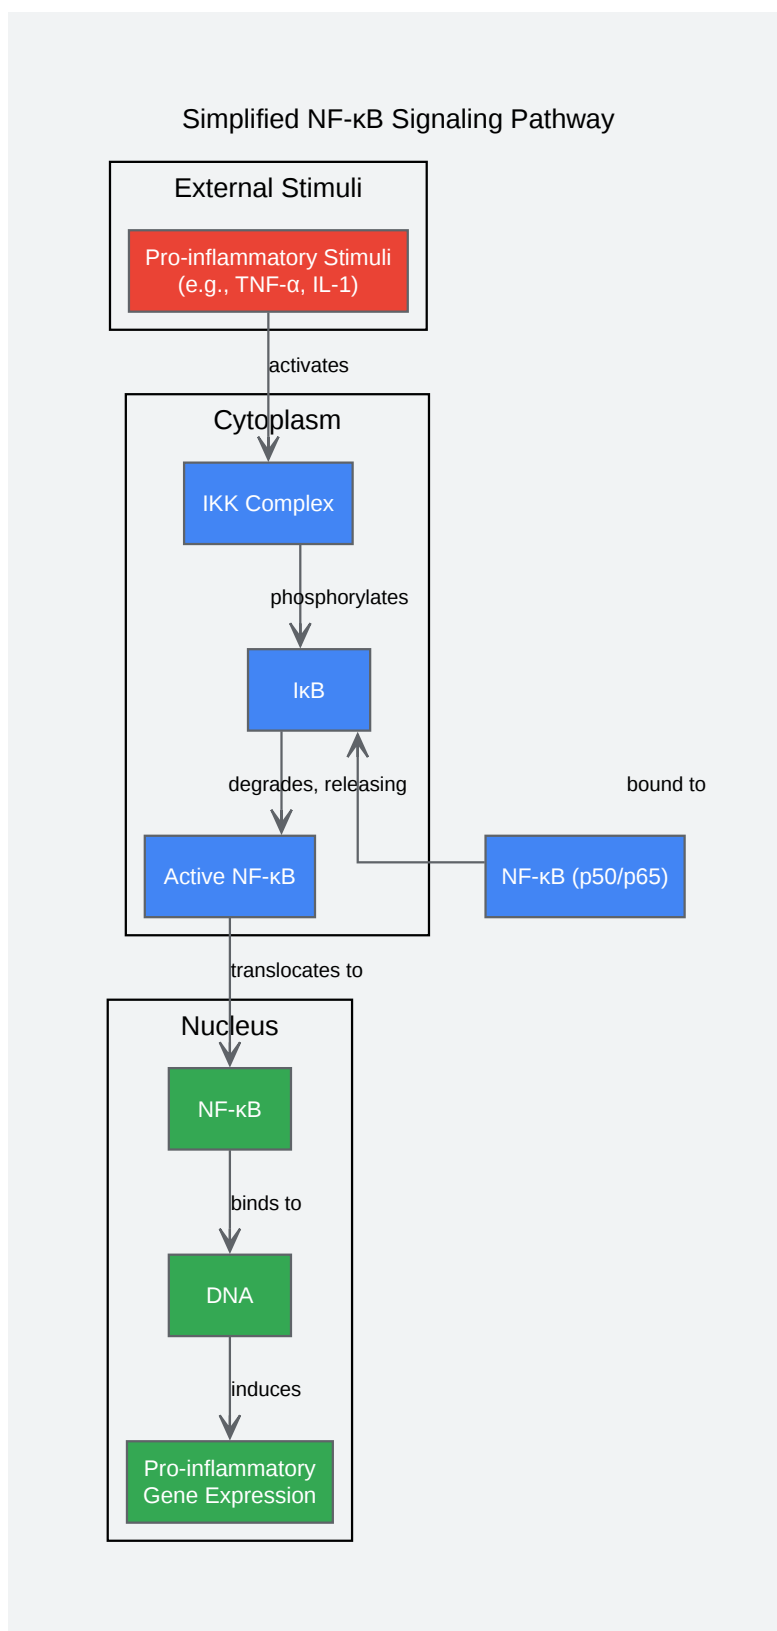 Simplified NF-κB Signaling Pathway
External Stimuli
Pro-inflammatory Stimuli
(e.g., TNF-α, IL-1)
activates
Cytoplasm
IKK Complex
phosphorylates
IκB
degrades, releasing
bound to
Active NF-κB
NF-κB (p50/p65)
translocates to
Nucleus
NF-κB
binds to
DNA
induces
Pro-inflammatory
Gene Expression